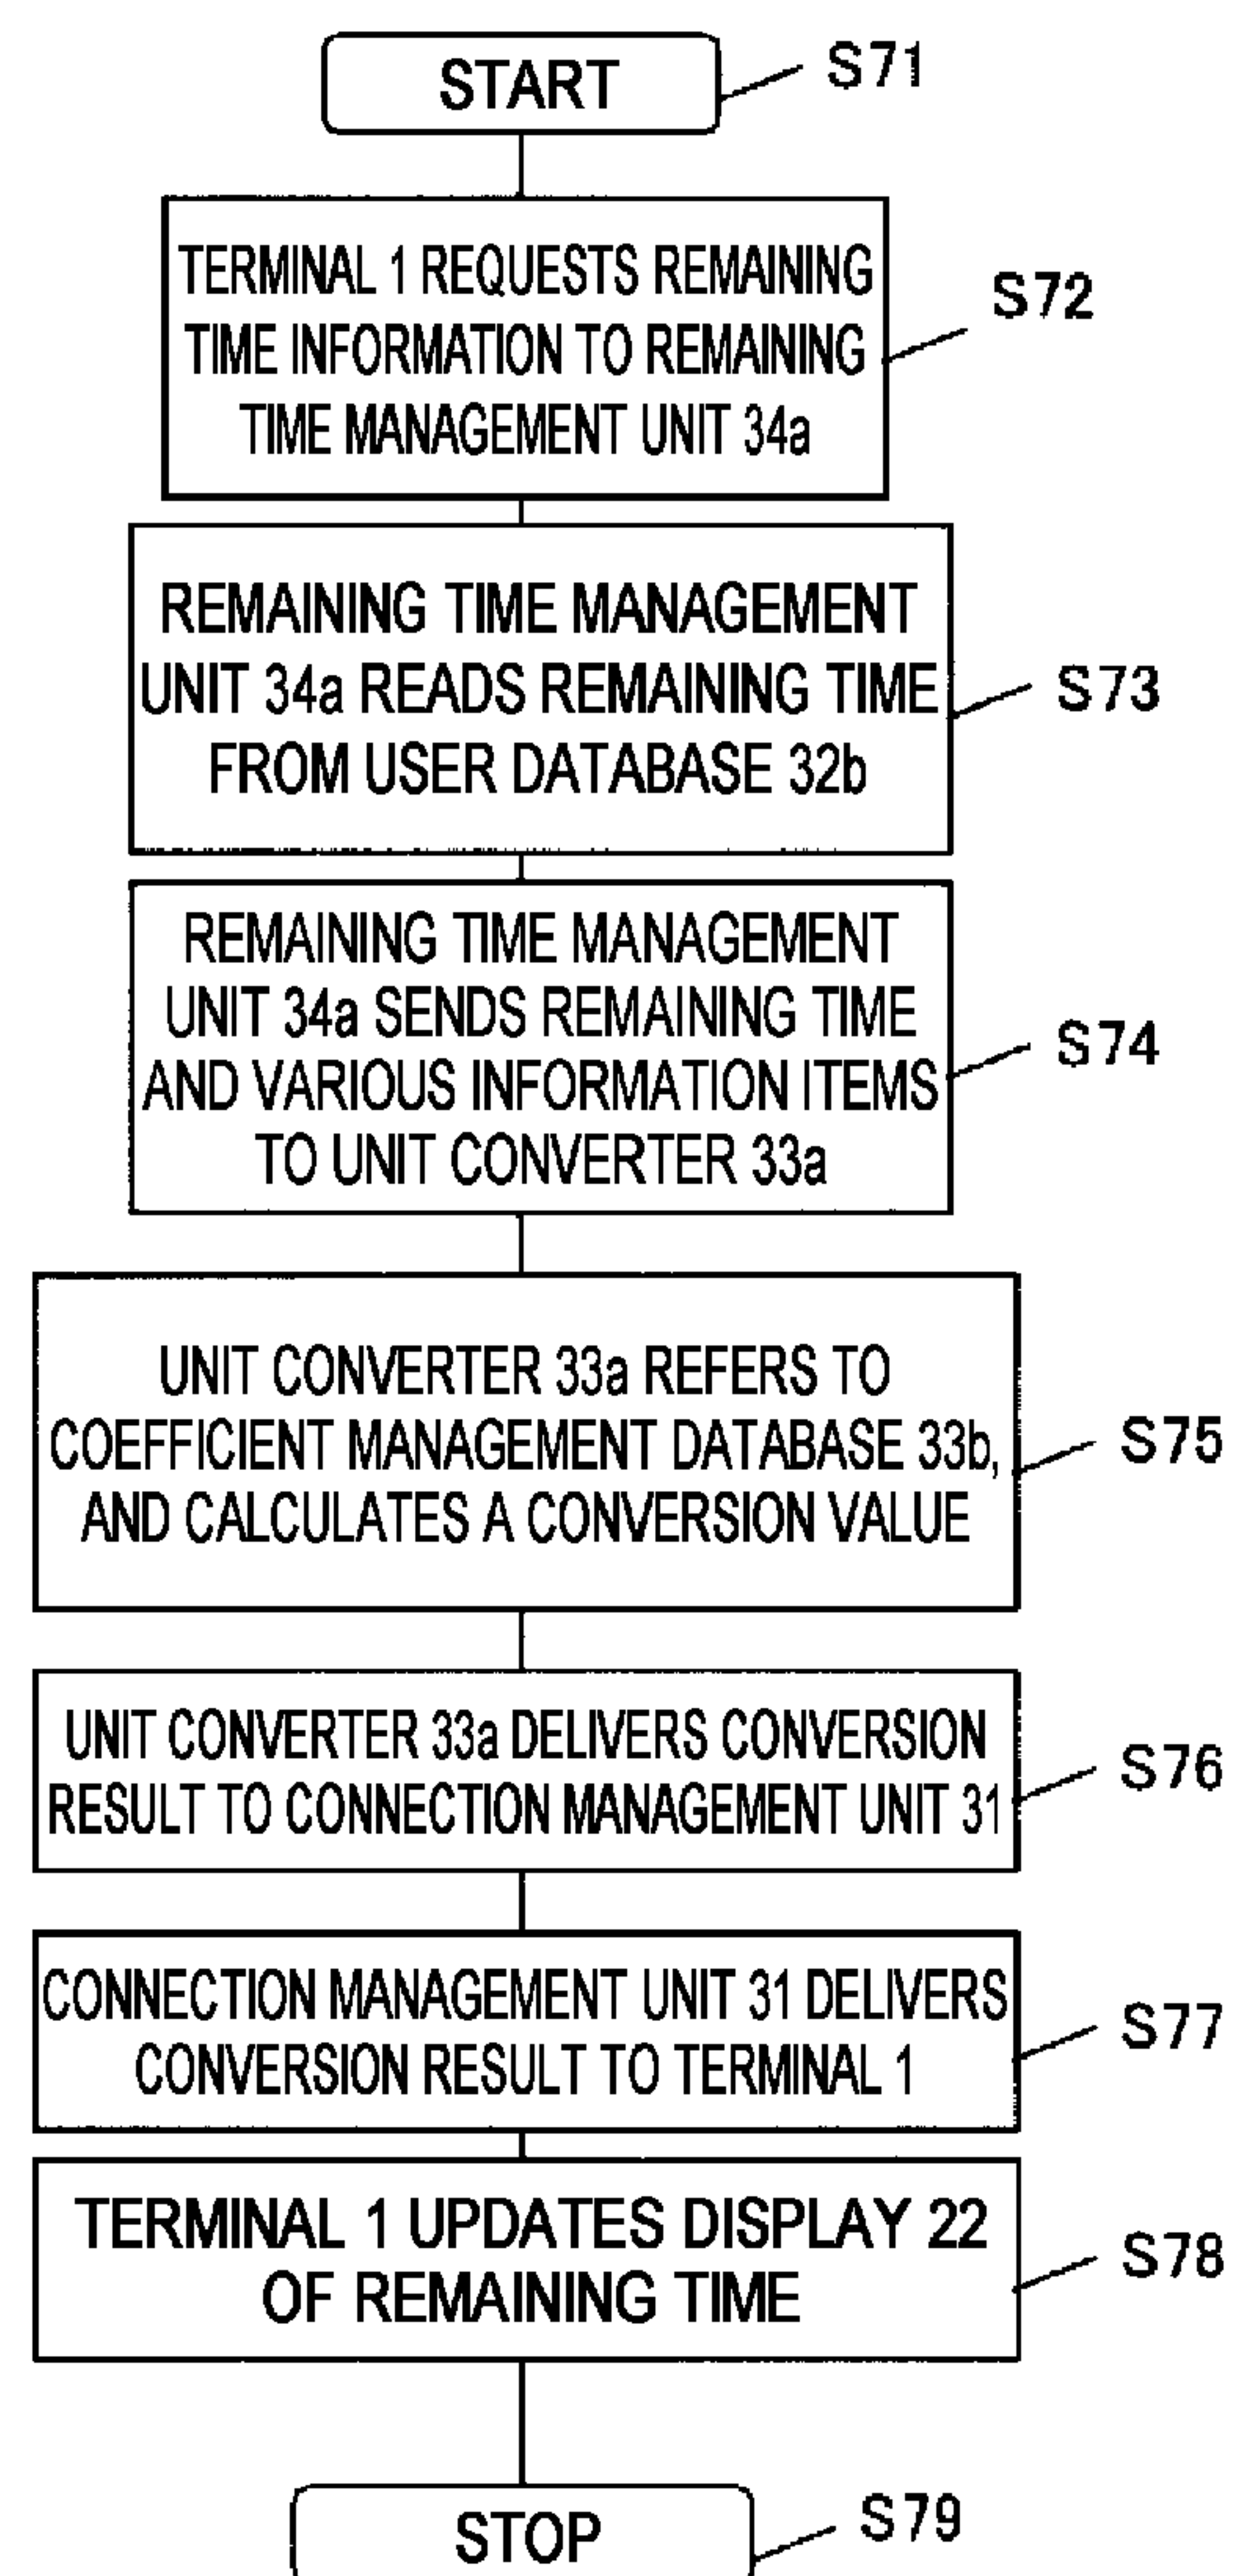 START
S71
TERMINAL 1 REQUESTS REMAINING
TIME INFORMATION TO REMAINING
TIME MANAGEMENT UNIT 34a
S72
REMAINING TIME MANAGEMENT
UNIT 34a READS REMAINING TIME
FROM USER DATABASE 32b
S73
REMAINING TIME MANAGEMENT
UNIT 34a SENDS REMAINING TIME
AND VARIOUS INFORMATION ITEMS
TO UNIT CONVERTER 33a
S74
UNIT CONVERTER 33a REFERS TO
COEFFICIENT MANAGEMENT DATABASE 33b,
AND CALCULATES A CONVERSION VALUE
S75
UNIT CONVERTER 33a DELIVERS CONVERSION
RESULT TO CONNECTION MANAGEMENT UNIT 31
S76
CONNECTION MANAGEMENT UNIT 31 DELIVERS
CONVERSION RESULT TO TERMINAL 1
S77
TERMINAL 1 UPDATES DISPLAY 22
OF REMAINING TIME
S78
STOP
S79